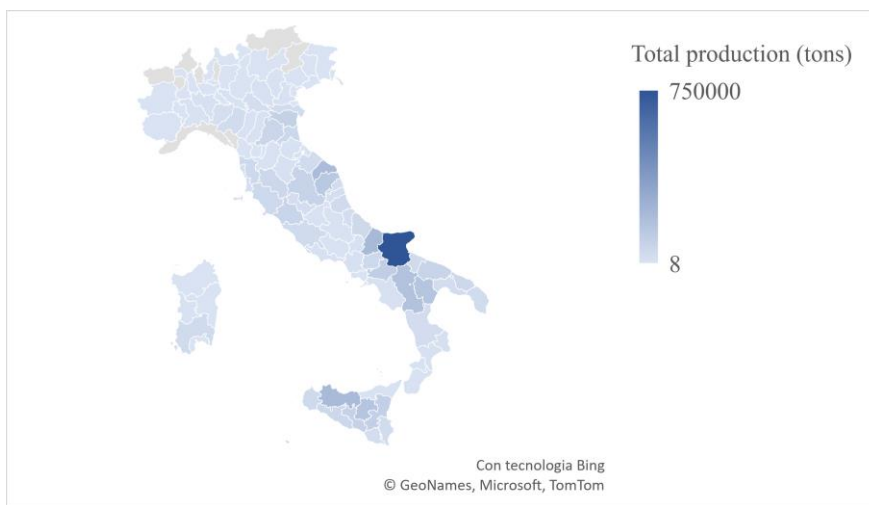 Total production (tons)
750000
8
Con tecnologia Bing
© GeoNames, Microsoft, TomTom